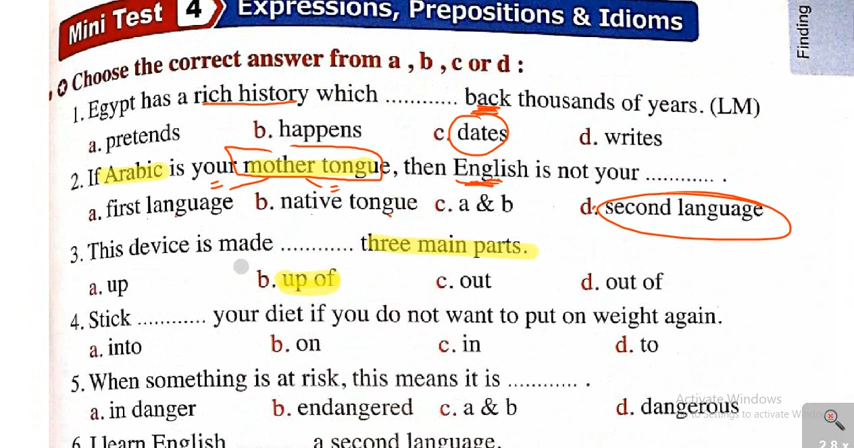 Mini Test 4 Expressions, Prepositions & Idioms
Finding
Choose the correct answer from a , b , c or d :
1. Egypt has a rich history which ............ back thousands of years. (LM)
a. pretends b. happens c. dates d. writes
2. If Arabic is your mother tongue, then English is not your ............ .
a. first language b. native tongue c. a & b d. second language
3. This device is made ............ three main parts.
a. up b. up of c. out d. out of
4. Stick ............ your diet if you do not want to put on weight again.
a. into b. on c. in d. to
5. When something is at risk, this means it is ............ .
a. in danger b. endangered c. a & b d. dangerous
Activate Windows
to Settings to activate
6. I learn English a second language.